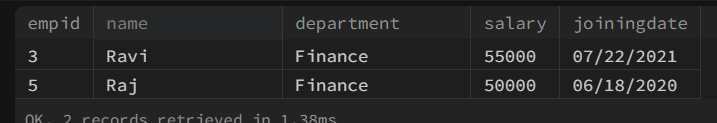 empid name department salary joiningdate
3 Ravi Finance 55000 07/22/2021
5 Raj Finance 50000 06/18/2020
OK, 2 records retrieved in 1.38ms